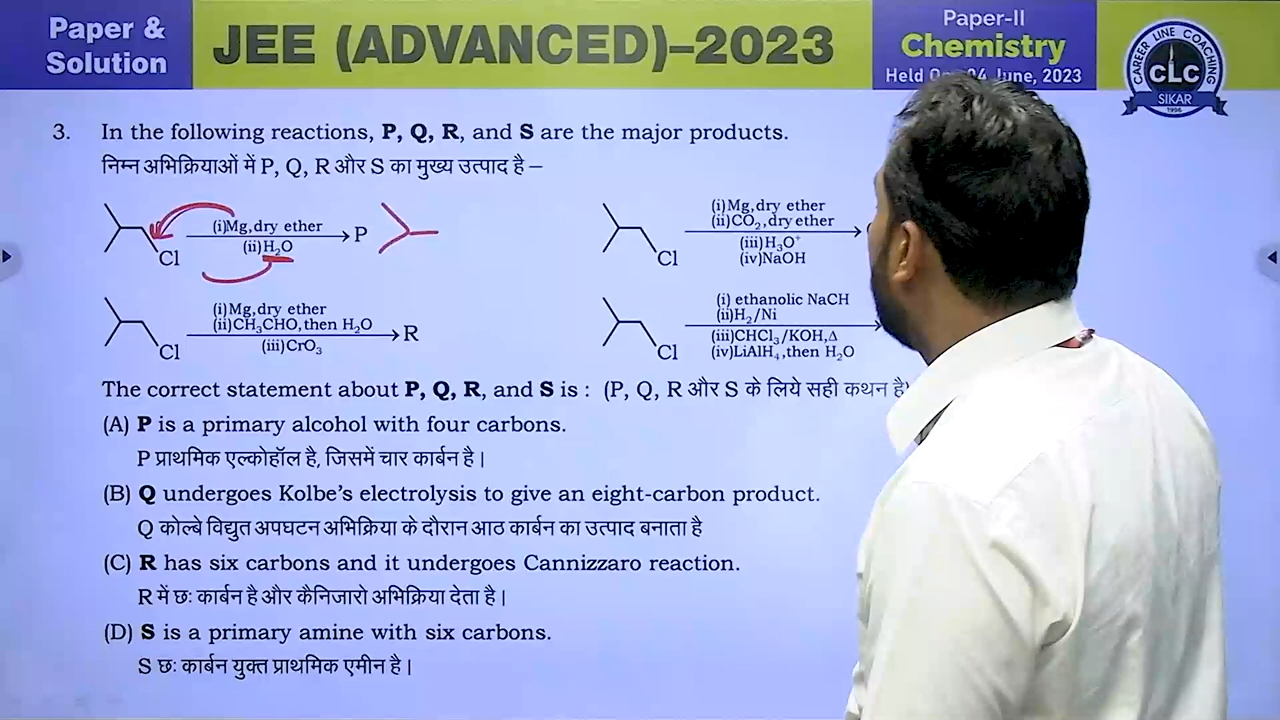 Paper &
Solution
JEE (ADVANCED)–2023
Paper-II
Chemistry
Held On : 04 June, 2023
CAREER LINE COACHING
CLC
SIKAR
1996
3. In the following reactions, P, Q, R, and S are the major products.
निम्न अभिक्रियाओं में P, Q, R और S का मुख्य उत्पाद है –
(i)Mg,dry ether
(ii)H₂O
P
Cl
(i)Mg,dry ether
(ii)CO₂,dry ether
(iii)H₃O⁺
(iv)NaOH
Cl
(i)Mg,dry ether
(ii)CH₃CHO,then H₂O
(iii)CrO₃
R
Cl
(i) ethanolic NaCH
(ii)H₂/Ni
(iii)CHCl₃/KOH,Δ
(iv)LiAlH₄,then H₂O
Cl
The correct statement about P, Q, R, and S is : (P, Q, R और S के लिये सही कथन है)
(A) P is a primary alcohol with four carbons.
P प्राथमिक एल्कोहॉल है, जिसमें चार कार्बन है।
(B) Q undergoes Kolbe's electrolysis to give an eight-carbon product.
Q कोल्बे विद्युत अपघटन अभिक्रिया के दौरान आठ कार्बन का उत्पाद बनाता है
(C) R has six carbons and it undergoes Cannizzaro reaction.
R में छः कार्बन है और कैनिजारो अभिक्रिया देता है।
(D) S is a primary amine with six carbons.
S छः कार्बन युक्त प्राथमिक एमीन है।